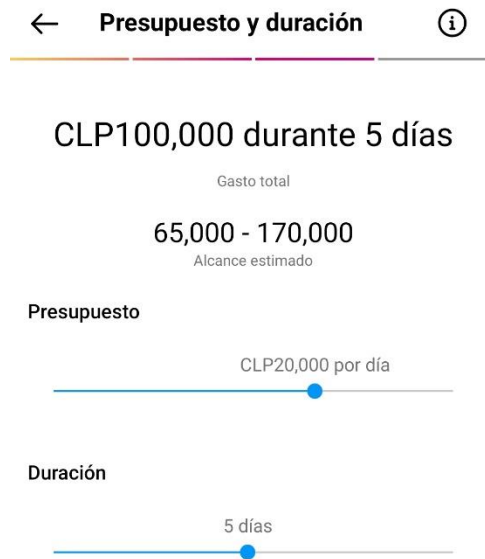 Presupuesto y duración
CLP100,000 durante 5 días
Gasto total
65,000 - 170,000
Alcance estimado
Presupuesto
CLP20,000 por día
Duración
5 días